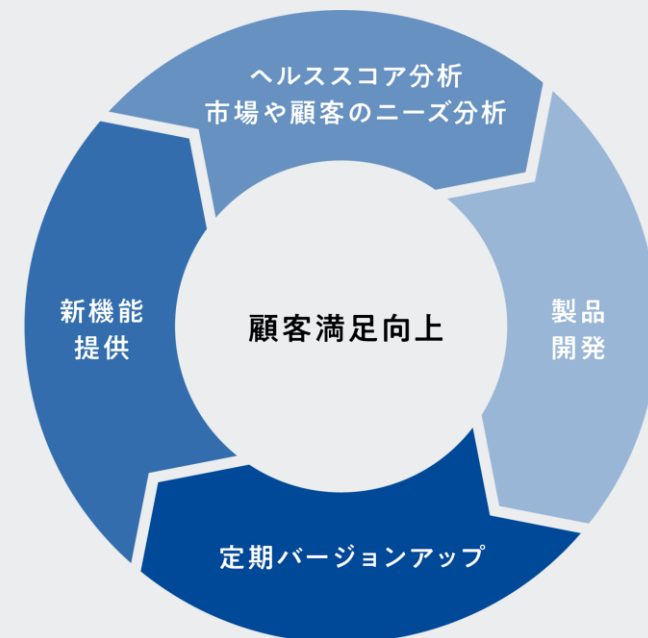 ヘルススコア分析
市場や顧客のニーズ分析
新機能
提供
顧客満足向上
製品
開発
定期バージョンアップ